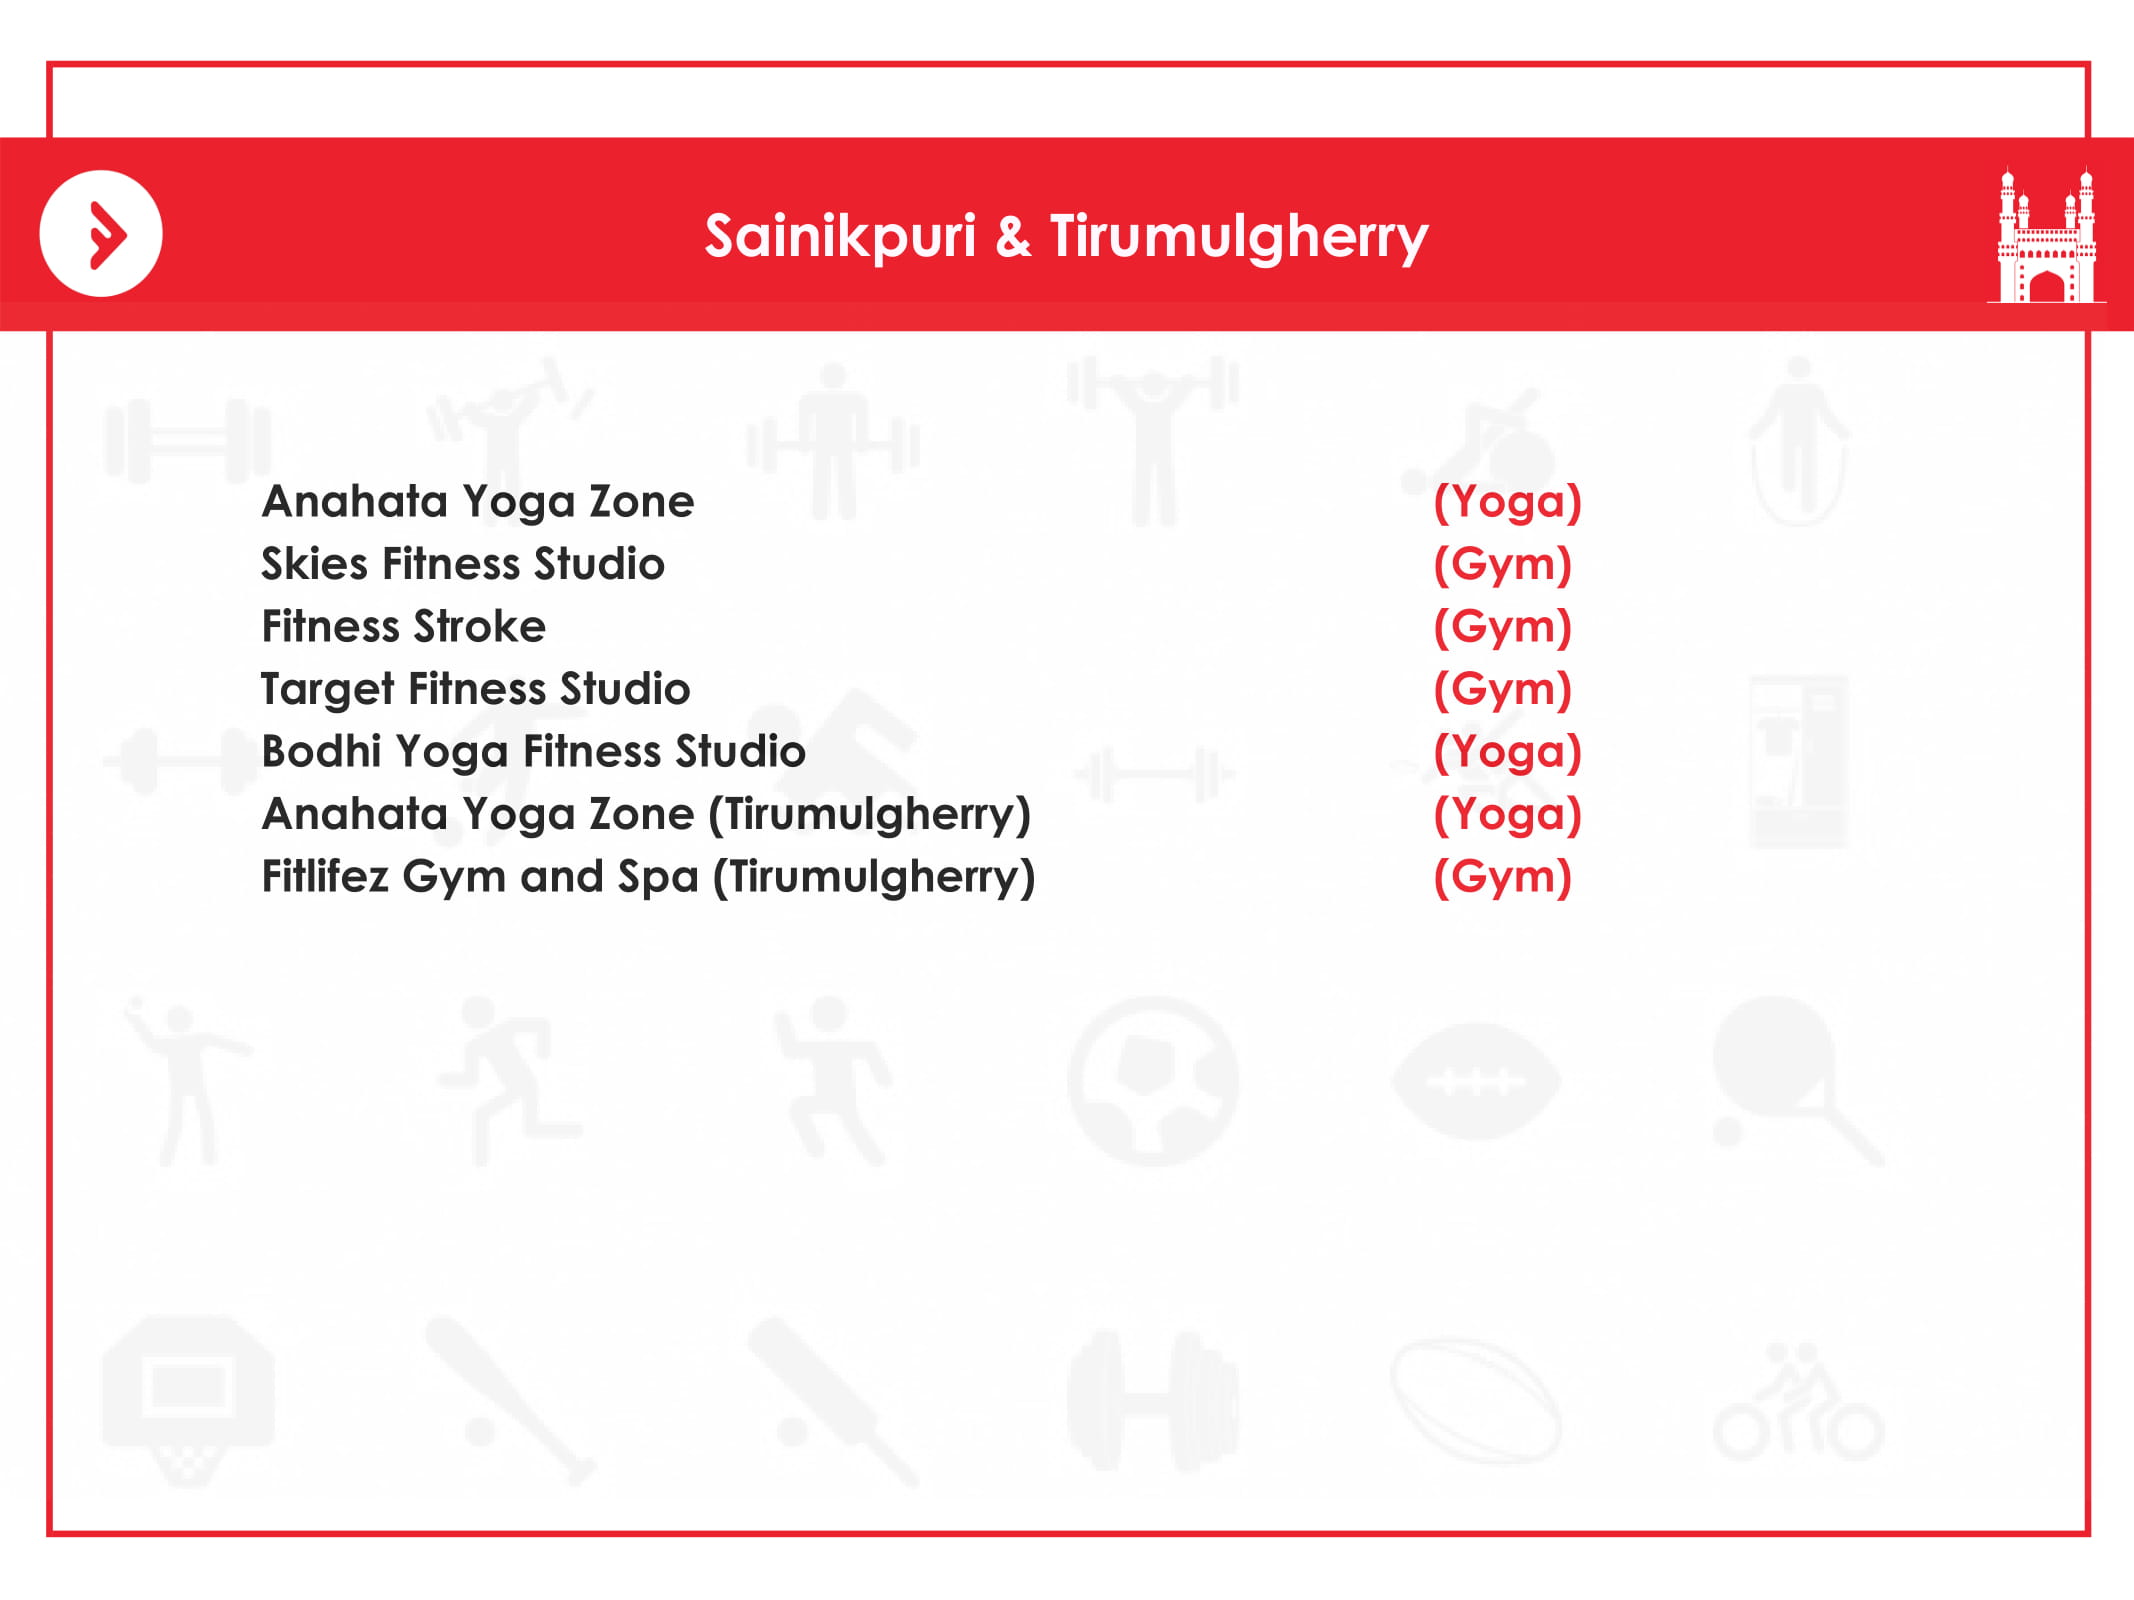 Sainikpuri & Tirumulgherry
Anahata Yoga Zone (Yoga)
Skies Fitness Studio (Gym)
Fitness Stroke (Gym)
Target Fitness Studio (Gym)
Bodhi Yoga Fitness Studio (Yoga)
Anahata Yoga Zone (Tirumulgherry) (Yoga)
Fitlifez Gym and Spa (Tirumulgherry) (Gym)